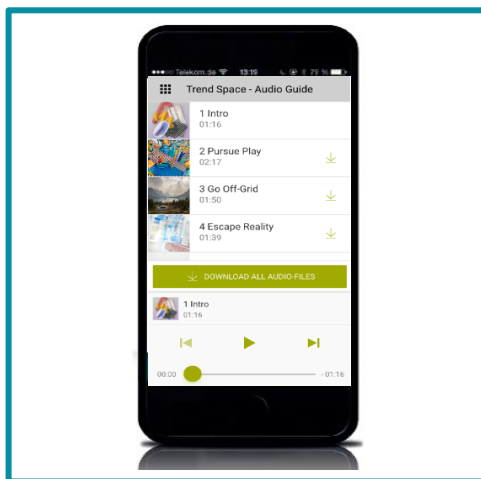 Telekom.de 13:19 79 %
Trend Space - Audio Guide
1 Intro
01:16
2 Pursue Play
02:17
3 Go Off-Grid
01:50
4 Escape Reality
01:39
DOWNLOAD ALL AUDIO-FILES
1 Intro
01:16
00:00 -01:16